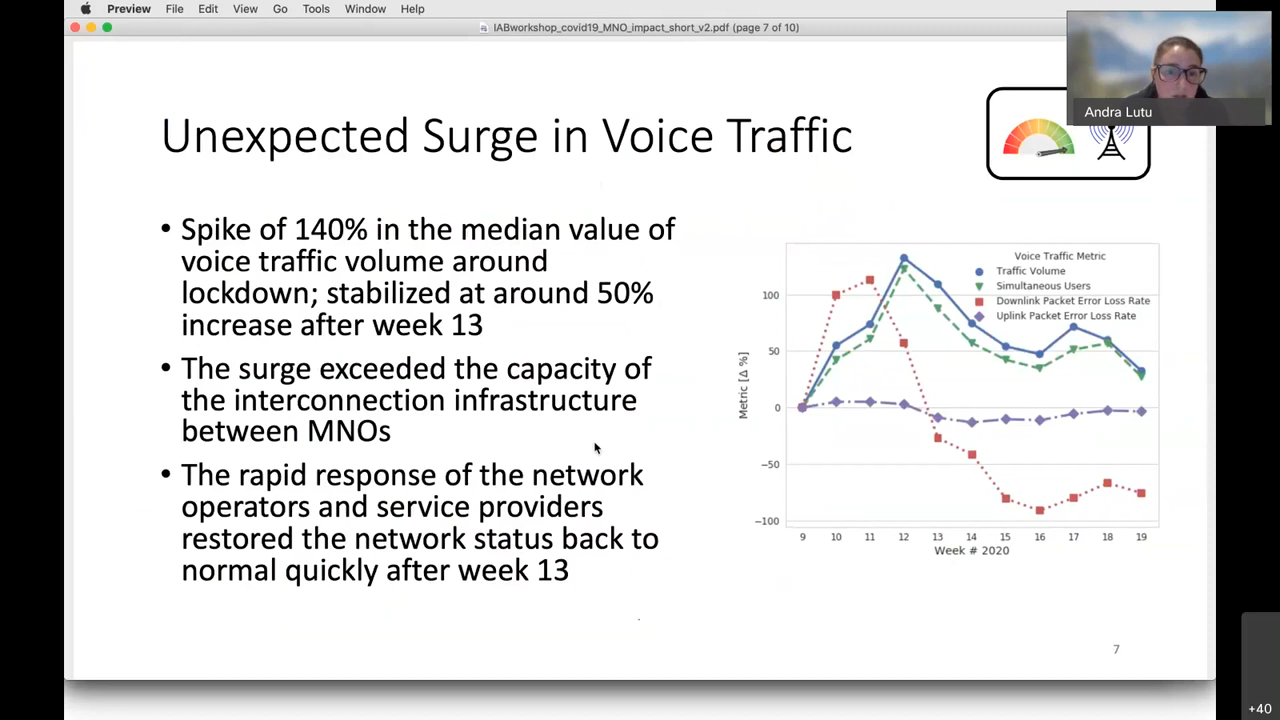 Preview File Edit View Go Tools Window Help
IABworkshop_covid19_MNO_impact_short_v2.pdf (page 7 of 10)
Andra Lutu
Unexpected Surge in Voice Traffic
• Spike of 140% in the median value of
voice traffic volume around
lockdown; stabilized at around 50%
increase after week 13
• The surge exceeded the capacity of
the interconnection infrastructure
between MNOs
• The rapid response of the network
operators and service providers
restored the network status back to
normal quickly after week 13
Voice Traffic Metric
Traffic Volume
Simultaneous Users
Downlink Packet Error Loss Rate
Uplink Packet Error Loss Rate
Metric [Δ %]
100
50
0
−50
−100
9 10 11 12 13 14 15 16 17 18 19
Week # 2020
7
+40